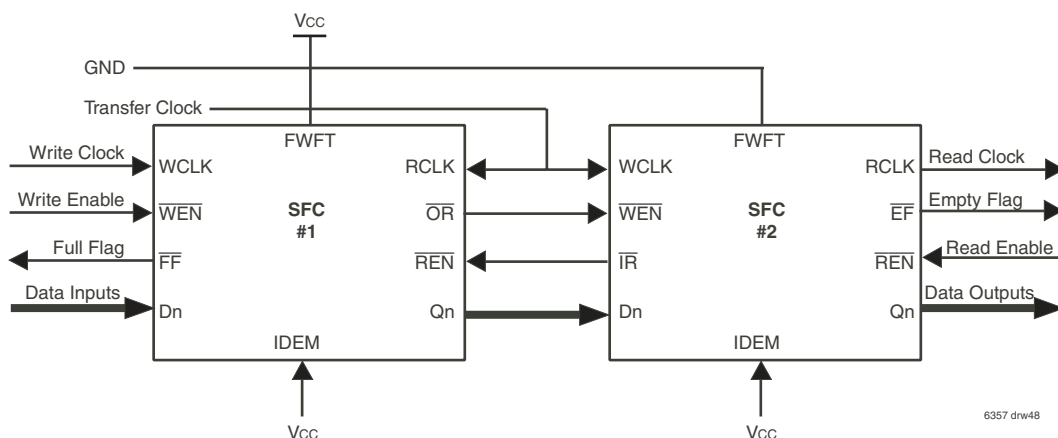 VCC
GND
Transfer Clock
FWFT
FWFT
Write Clock
WCLK
RCLK
WCLK
RCLK
Read Clock
Write Enable
WEN
SFC
#1
OR
WEN
SFC
#2
EF
Empty Flag
Full Flag
FF
REN
IR
REN
Read Enable
Data Inputs
Dn
Qn
Dn
Qn
Data Outputs
IDEM
IDEM
VCC
VCC
6357 drw48